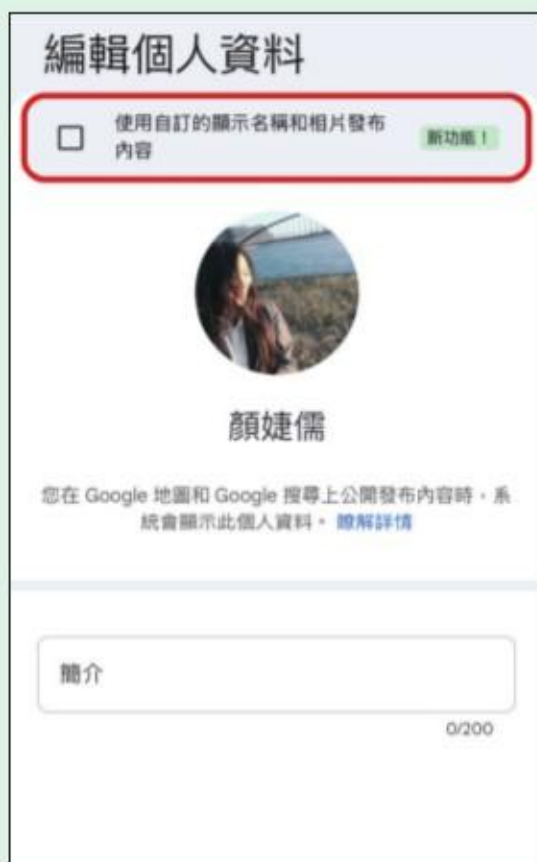 編輯個人資料
使用自訂的顯示名稱和相片發布
內容
新功能！
顏婕儒
您在 Google 地圖和 Google 搜尋上公開發布內容時，系
統會顯示此個人資料。瞭解詳情
簡介
0/200